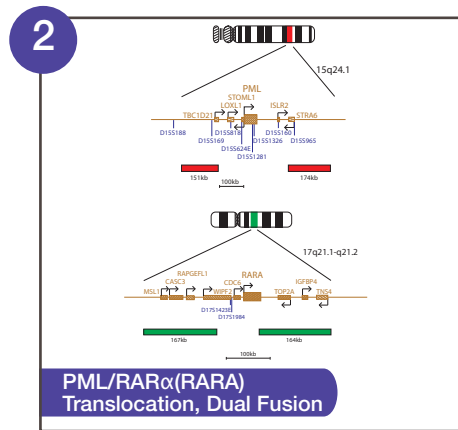 2
15q24.1
PML
STOML1
LOXL1 ISLR2
TBC1D21 STRA6
D15S188 D15S818 D15S160
D15S169 D15S1326 D15S965
D15S624E
D15S1281
151kb 174kb
100kb
17q21.1-q21.2
RARA
RAPGEFL1 IGFBP4
CASC3 CDC6
MSL1 WIPF2 TOP2A TNS4
D17S1423E
D17S1984
167kb 164kb
100kb
PML/RARα(RARA)
Translocation, Dual Fusion